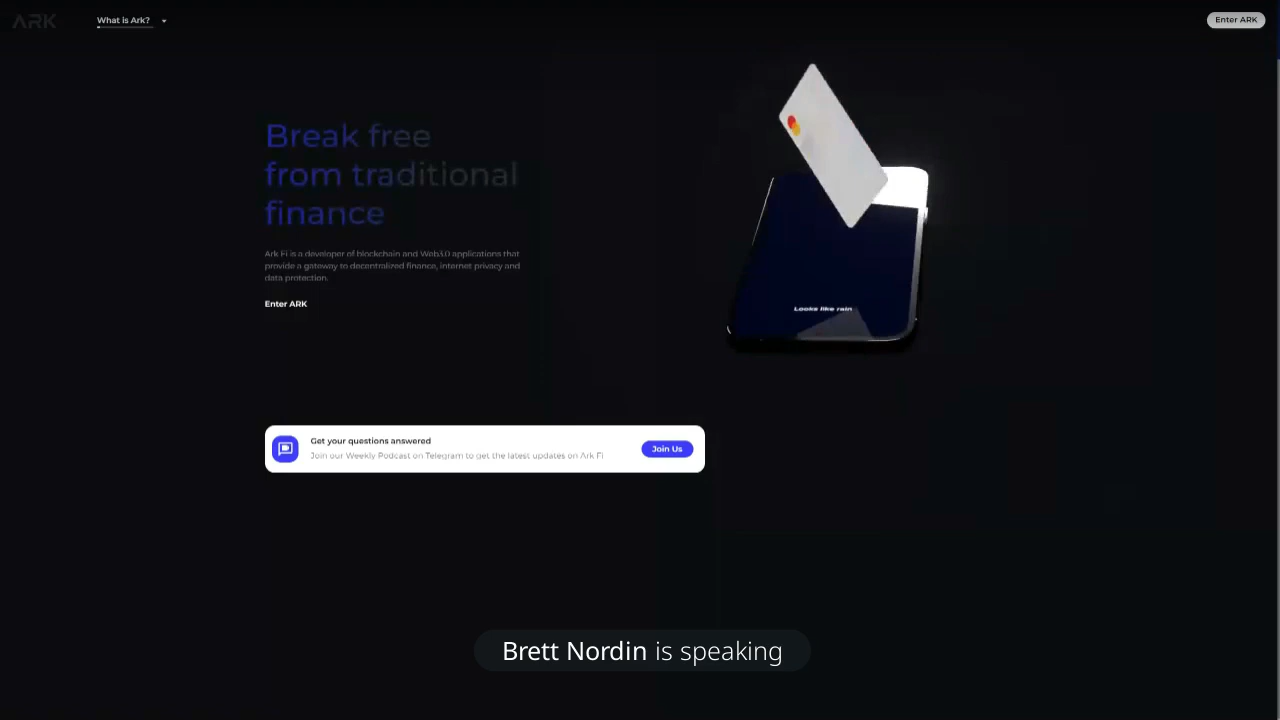 ARK
What is Ark?
Enter ARK
Break free
from traditional
finance
Ark Fi is a developer of blockchain and Web3.0 applications that
provide a gateway to decentralized finance, internet privacy and
data protection.
Enter ARK
Looks like rain
Get your questions answered
Join our Weekly Podcast on Telegram to get the latest updates on Ark Fi
Join Us
Brett Nordin is speaking